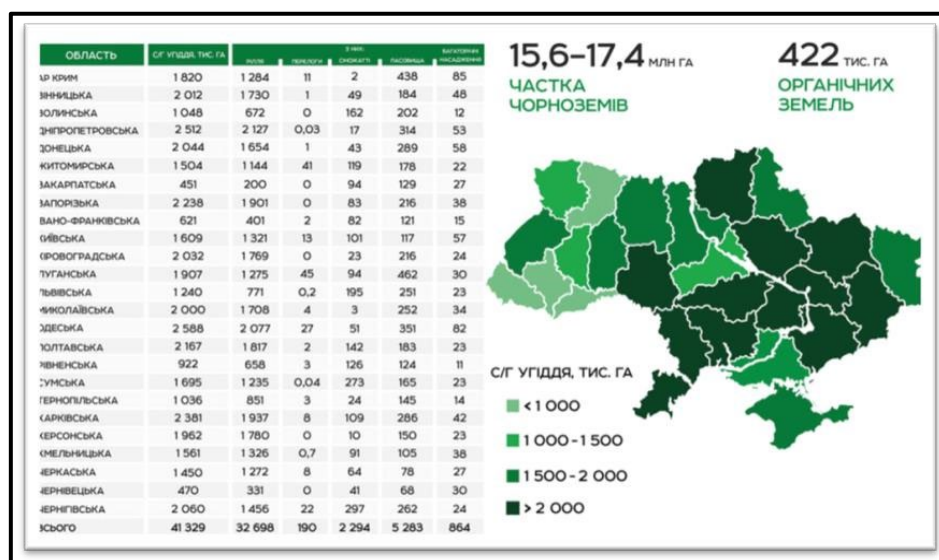 ОБЛАСТЬ С/Г УГІДДЯ, ТИС. ГА З НИХ: БАГАТОРІЧНІ НАСАДЖЕННЯ
РІЛЛЯ ПЕРЕЛОГИ СІНОЖАТІ ПАСОВИЩА
АР КРИМ 1 820 1 284 11 2 438 85
ВІННИЦЬКА 2 012 1 730 1 49 184 48
ВОЛИНСЬКА 1 048 672 0 162 202 12
ДНІПРОПЕТРОВСЬКА 2 512 2 127 0,03 17 314 53
ДОНЕЦЬКА 2 044 1 654 1 43 289 58
ЖИТОМИРСЬКА 1 504 1 144 41 119 178 22
ЗАКАРПАТСЬКА 451 200 0 94 129 27
ЗАПОРІЗЬКА 2 238 1 901 0 83 216 38
ІВАНО-ФРАНКІВСЬКА 621 401 2 82 121 15
КИЇВСЬКА 1 609 1 321 13 101 117 57
КІРОВОГРАДСЬКА 2 032 1 769 0 23 216 24
ЛУГАНСЬКА 1 907 1 275 45 94 462 30
ЛЬВІВСЬКА 1 240 771 0,2 195 251 23
МИКОЛАЇВСЬКА 2 000 1 708 4 3 252 34
ОДЕСЬКА 2 588 2 077 27 51 351 82
ПОЛТАВСЬКА 2 167 1 817 2 142 183 23
РІВНЕНСЬКА 922 658 3 126 124 11
СУМСЬКА 1 695 1 235 0,04 273 165 23
ТЕРНОПІЛЬСЬКА 1 036 851 3 24 145 14
ХАРКІВСЬКА 2 381 1 937 8 109 286 42
ХЕРСОНСЬКА 1 962 1 780 0 10 150 23
ХМЕЛЬНИЦЬКА 1 561 1 326 0,7 91 105 38
ЧЕРКАСЬКА 1 450 1 272 8 64 78 27
ЧЕРНІВЕЦЬКА 470 331 0 41 68 30
ЧЕРНІГІВСЬКА 2 060 1 456 22 297 262 24
ВСЬОГО 41 329 32 698 190 2 294 5 283 864
15,6–17,4 МЛН ГА
ЧАСТКА
ЧОРНОЗЕМІВ
422 ТИС. ГА
ОРГАНІЧНИХ
ЗЕМЕЛЬ
С/Г УГІДДЯ, ТИС. ГА
< 1 000
1 000 - 1 500
1 500 - 2 000
> 2 000